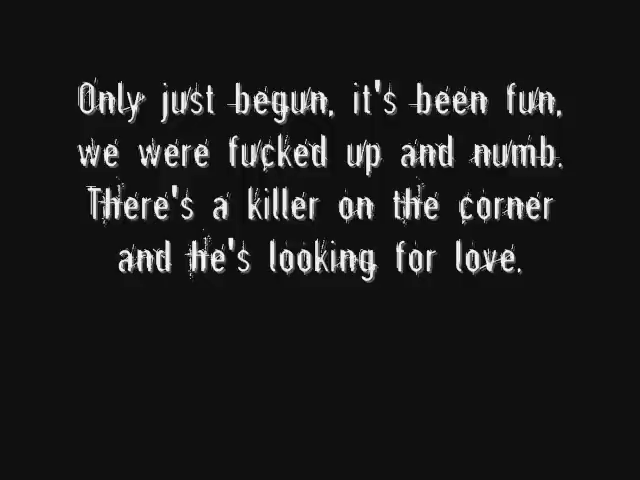 Only just begun, it's been fun,
we were fucked up and numb.
There's a killer on the corner
and he's looking for love.